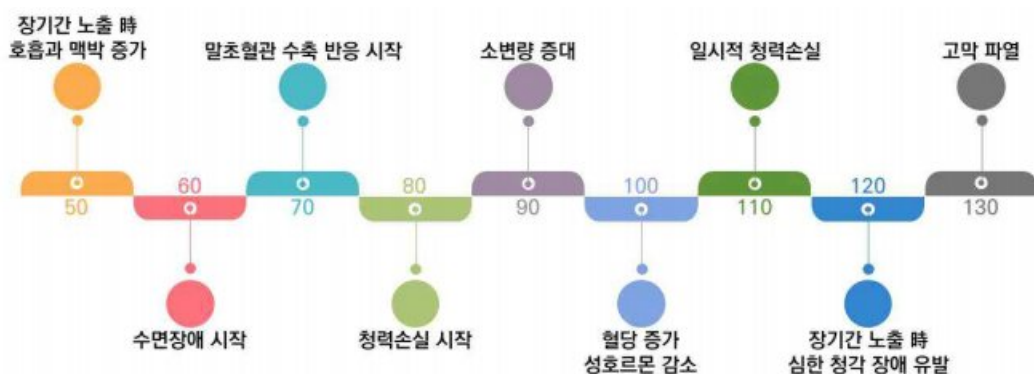 장기간 노출 時
호흡과 맥박 증가
말초혈관 수축 반응 시작
소변량 증대
일시적 청력손실
고막 파열
50
60
70
80
90
100
110
120
130
수면장애 시작
청력손실 시작
혈당 증가
성호르몬 감소
장기간 노출 時
심한 청각 장애 유발